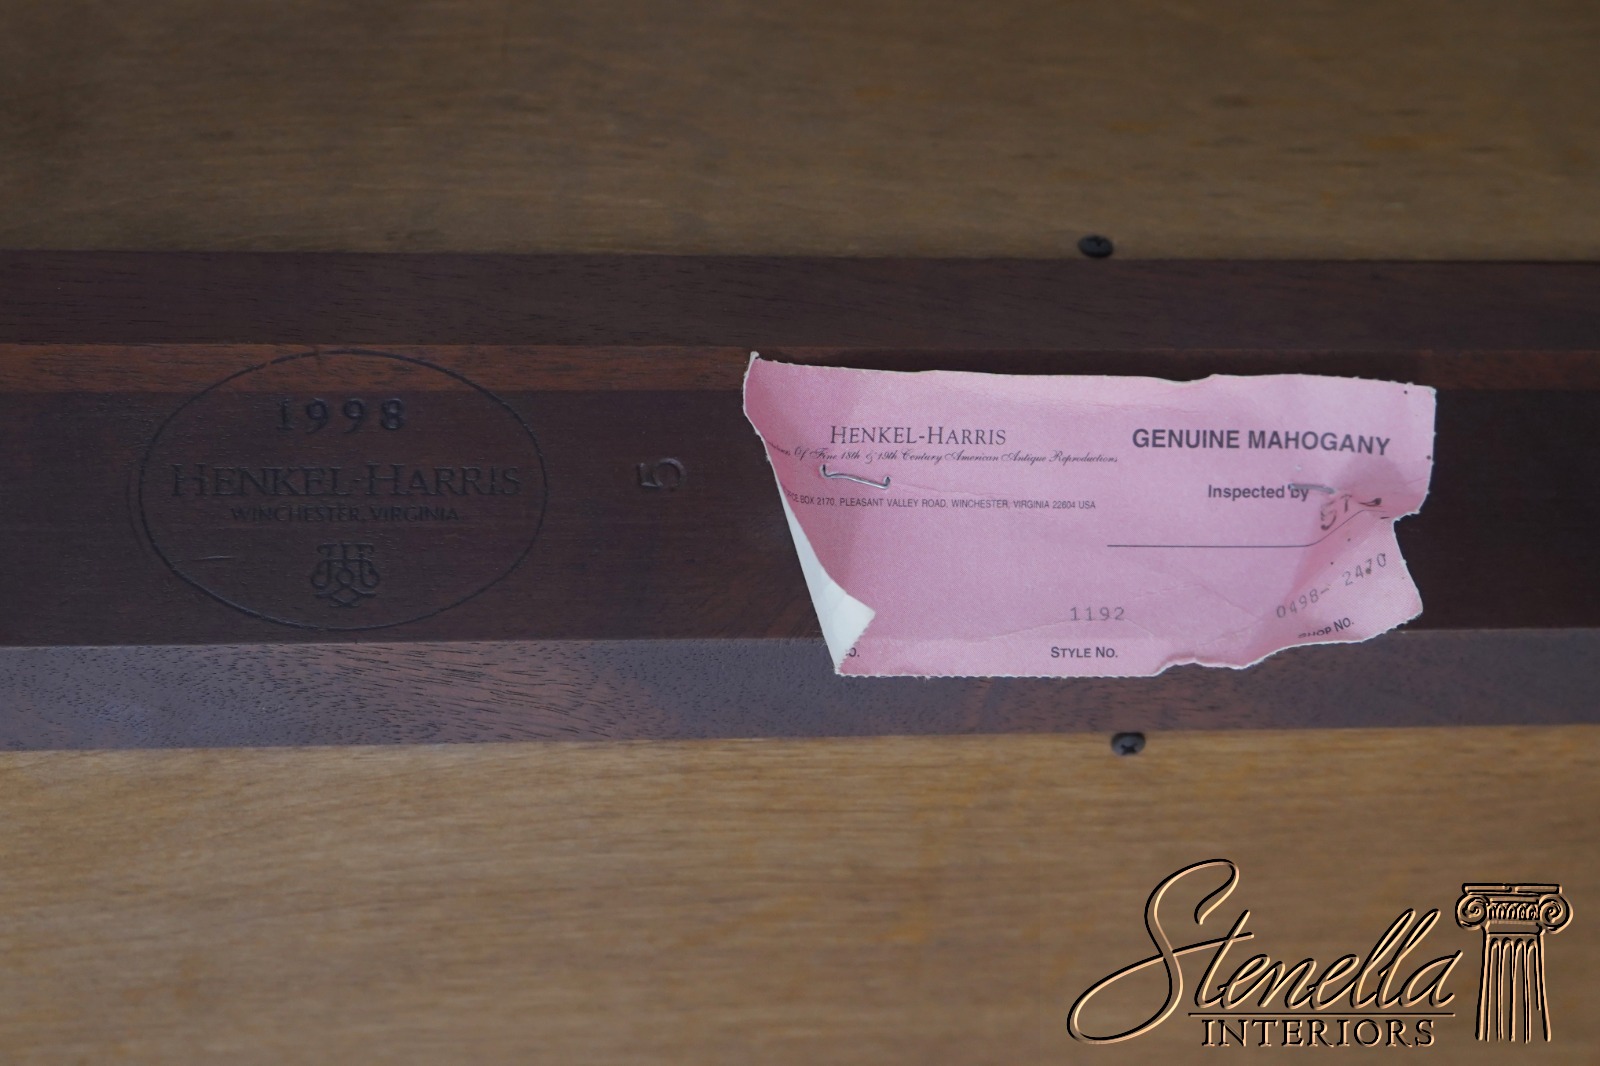 1998
HENKEL-HARRIS
WINCHESTER, VIRGINIA
5
HENKEL-HARRIS
Of Fine 18th & 19th Century American Antique Reproductions
BOX 2170, PLEASANT VALLEY ROAD, WINCHESTER, VIRGINIA 22604 USA
GENUINE MAHOGANY
Inspected by
1192
STYLE NO.
0498- 2470
SHOP NO.
Stenella
INTERIORS